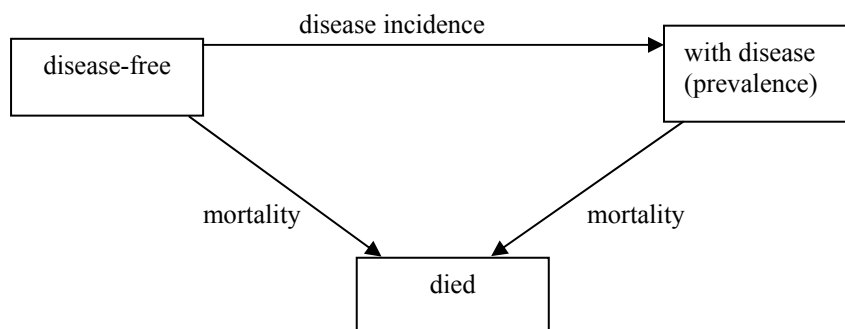 disease incidence
disease-free
with disease
(prevalence)
mortality
mortality
died